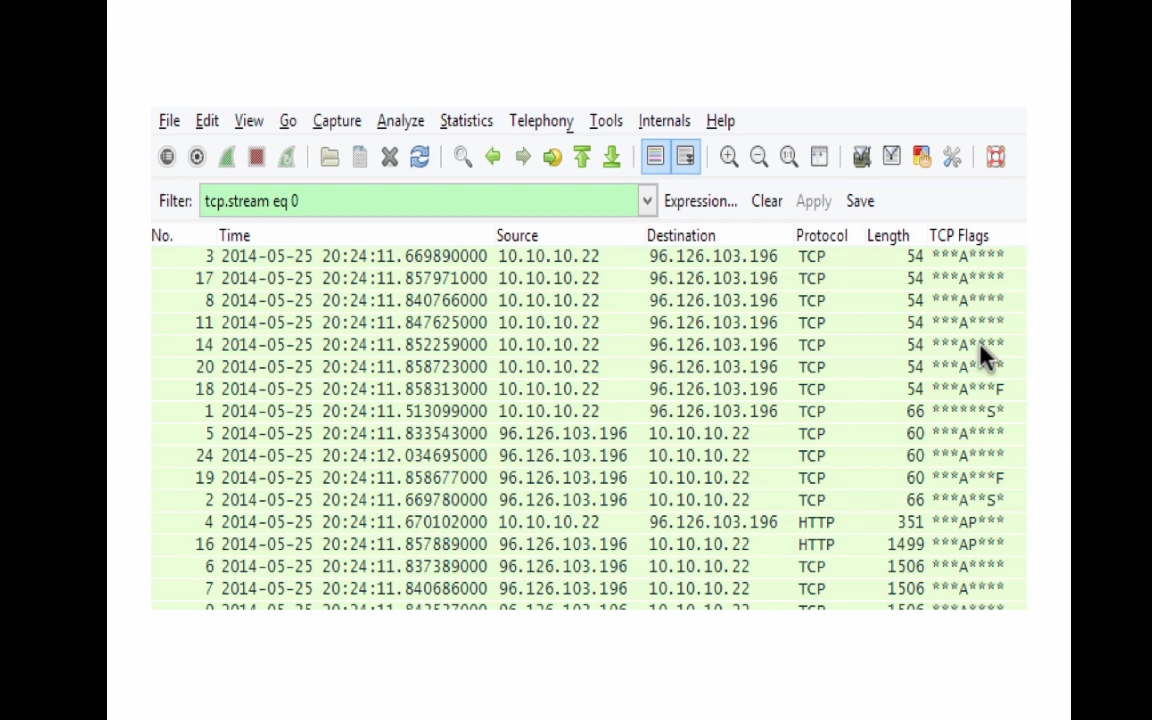 File Edit View Go Capture Analyze Statistics Telephony Tools Internals Help
Filter: tcp.stream eq 0 Expression... Clear Apply Save
No. Time Source Destination Protocol Length TCP Flags
3 2014-05-25 20:24:11.669890000 10.10.10.22 96.126.103.196 TCP 54 ***A****
17 2014-05-25 20:24:11.857971000 10.10.10.22 96.126.103.196 TCP 54 ***A****
8 2014-05-25 20:24:11.840766000 10.10.10.22 96.126.103.196 TCP 54 ***A****
11 2014-05-25 20:24:11.847625000 10.10.10.22 96.126.103.196 TCP 54 ***A****
14 2014-05-25 20:24:11.852259000 10.10.10.22 96.126.103.196 TCP 54 ***A****
20 2014-05-25 20:24:11.858723000 10.10.10.22 96.126.103.196 TCP 54
18 2014-05-25 20:24:11.858313000 10.10.10.22 96.126.103.196 TCP 54 ***A***F
1 2014-05-25 20:24:11.513099000 10.10.10.22 96.126.103.196 TCP 66 ******S*
5 2014-05-25 20:24:11.833543000 96.126.103.196 10.10.10.22 TCP 60 ***A****
24 2014-05-25 20:24:12.034695000 96.126.103.196 10.10.10.22 TCP 60 ***A****
19 2014-05-25 20:24:11.858677000 96.126.103.196 10.10.10.22 TCP 60 ***A***F
2 2014-05-25 20:24:11.669780000 96.126.103.196 10.10.10.22 TCP 66 ***A**S*
4 2014-05-25 20:24:11.670102000 10.10.10.22 96.126.103.196 HTTP 351 ***AP***
16 2014-05-25 20:24:11.857889000 96.126.103.196 10.10.10.22 HTTP 1499 ***AP***
6 2014-05-25 20:24:11.837389000 96.126.103.196 10.10.10.22 TCP 1506 ***A****
7 2014-05-25 20:24:11.840686000 96.126.103.196 10.10.10.22 TCP 1506 ***A****